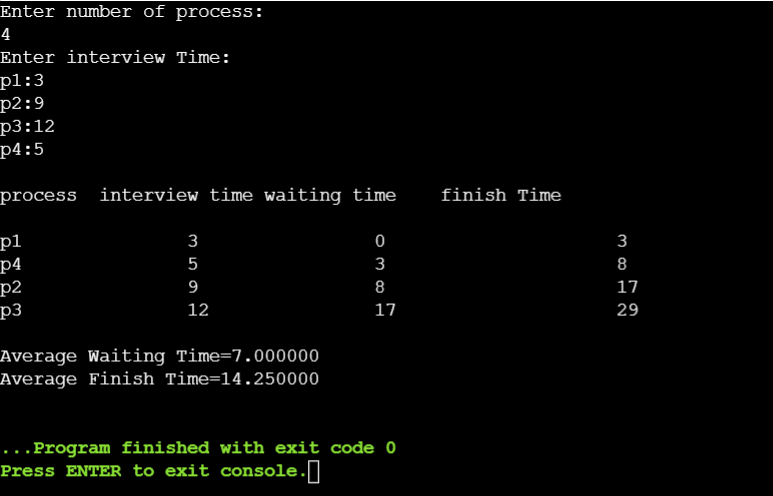 Enter number of process:
4
Enter interview Time:
p1:3
p2:9
p3:12
p4:5
process interview time waiting time finish Time
p1 3 0 3
p4 5 3 8
p2 9 8 17
p3 12 17 29
Average Waiting Time=7.000000
Average Finish Time=14.250000
...Program finished with exit code 0
Press ENTER to exit console.